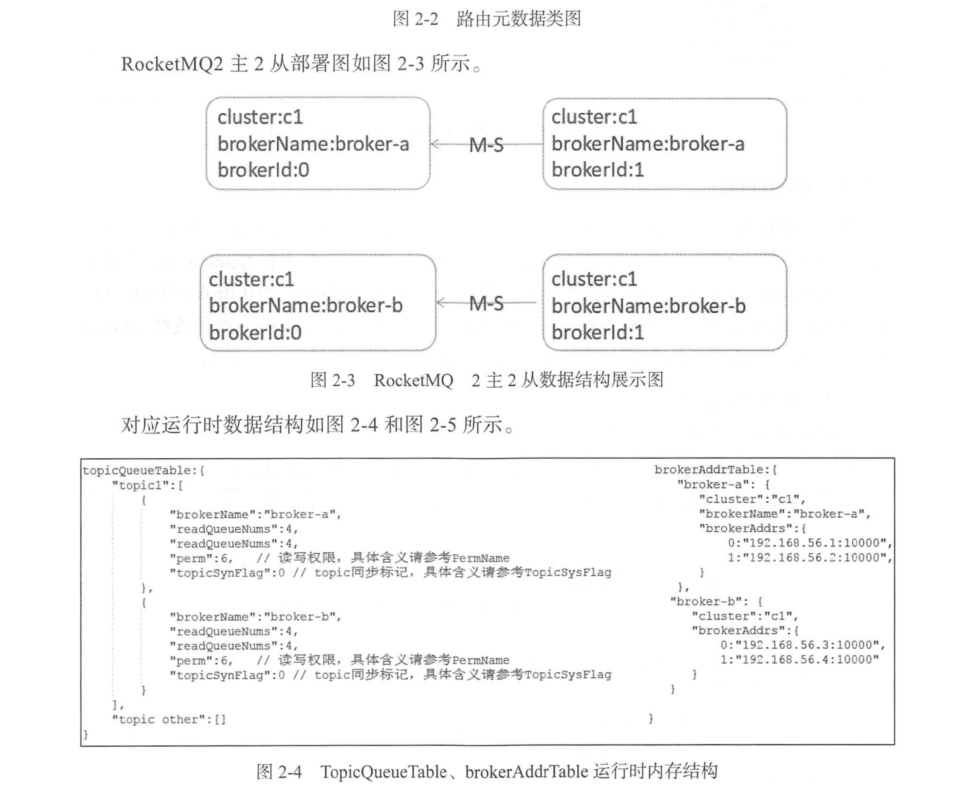 图 2-2 路由元数据类图
RocketMQ2 主 2 从部署图如图 2-3 所示。
cluster:c1
brokerName:broker-a
brokerId:0
M-S
cluster:c1
brokerName:broker-a
brokerId:1
cluster:c1
brokerName:broker-b
brokerId:0
M-S
cluster:c1
brokerName:broker-b
brokerId:1
图 2-3 RocketMQ 2 主 2 从数据结构展示图
对应运行时数据结构如图 2-4 和图 2-5 所示。
topicQueueTable:{
"topic1":[
{
"brokerName":"broker-a",
"readQueueNums":4,
"readQueueNums":4,
"perm":6, // 读写权限，具体含义请参考PermName
"topicSynFlag":0 // topic同步标记，具体含义请参考TopicSysFlag
},
{
"brokerName":"broker-b",
"readQueueNums":4,
"readQueueNums":4,
"perm":6, // 读写权限，具体含义请参考PermName
"topicSynFlag":0 // topic同步标记，具体含义请参考TopicSysFlag
}
],
"topic other":[]
}
brokerAddrTable:{
"broker-a": {
"cluster":"c1",
"brokerName":"broker-a",
"brokerAddrs":{
0:"192.168.56.1:10000",
1:"192.168.56.2:10000",
}
},
"broker-b": {
"cluster":"c1",
"brokerAddrs":{
0:"192.168.56.3:10000",
1:"192.168.56.4:10000"
}
}
}
图 2-4 TopicQueueTable、brokerAddrTable 运行时内存结构